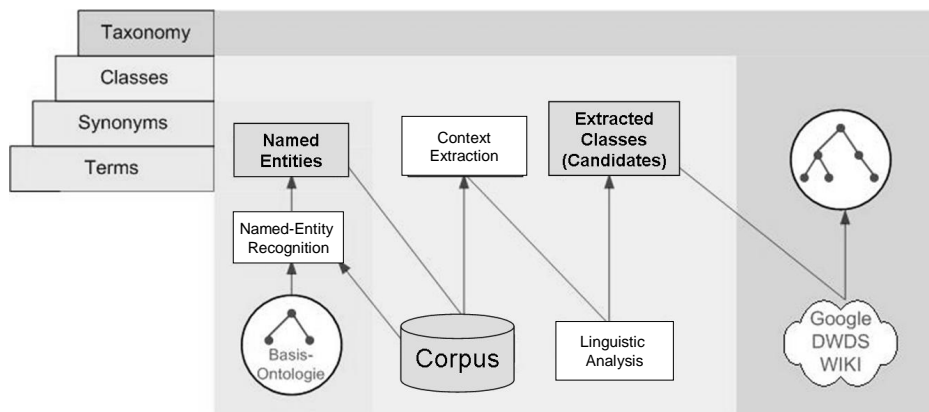 Taxonomy
Classes
Synonyms
Terms
Named
Entities
Named-Entity
Recognition
Basis-
Ontologie
Context
Extraction
Corpus
Extracted
Classes
(Candidates)
Linguistic
Analysis
Google
DWDS
WIKI